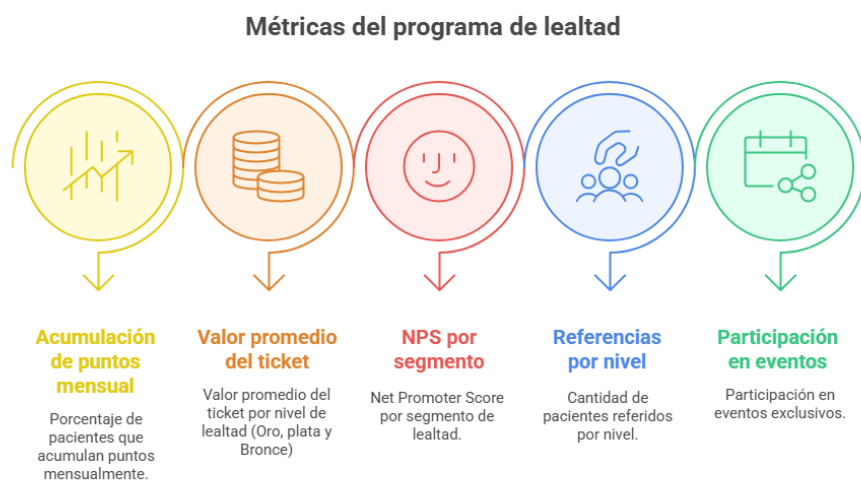 Métricas del programa de lealtad
Acumulación
de puntos
mensual
Porcentaje de
pacientes que
acumulan puntos
mensualmente.
Valor promedio
del ticket
Valor promedio del
ticket por nivel de
lealtad (Oro, plata y
Bronce)
NPS por
segmento
Net Promoter Score
por segmento de
lealtad.
Referencias
por nivel
Cantidad de
pacientes referidos
por nivel.
Participación
en eventos
Participación en
eventos exclusivos.